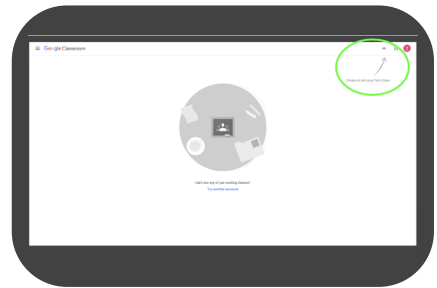 Google Classroom
Create or join your first class!
Can't see any of your existing classes?
Try another account